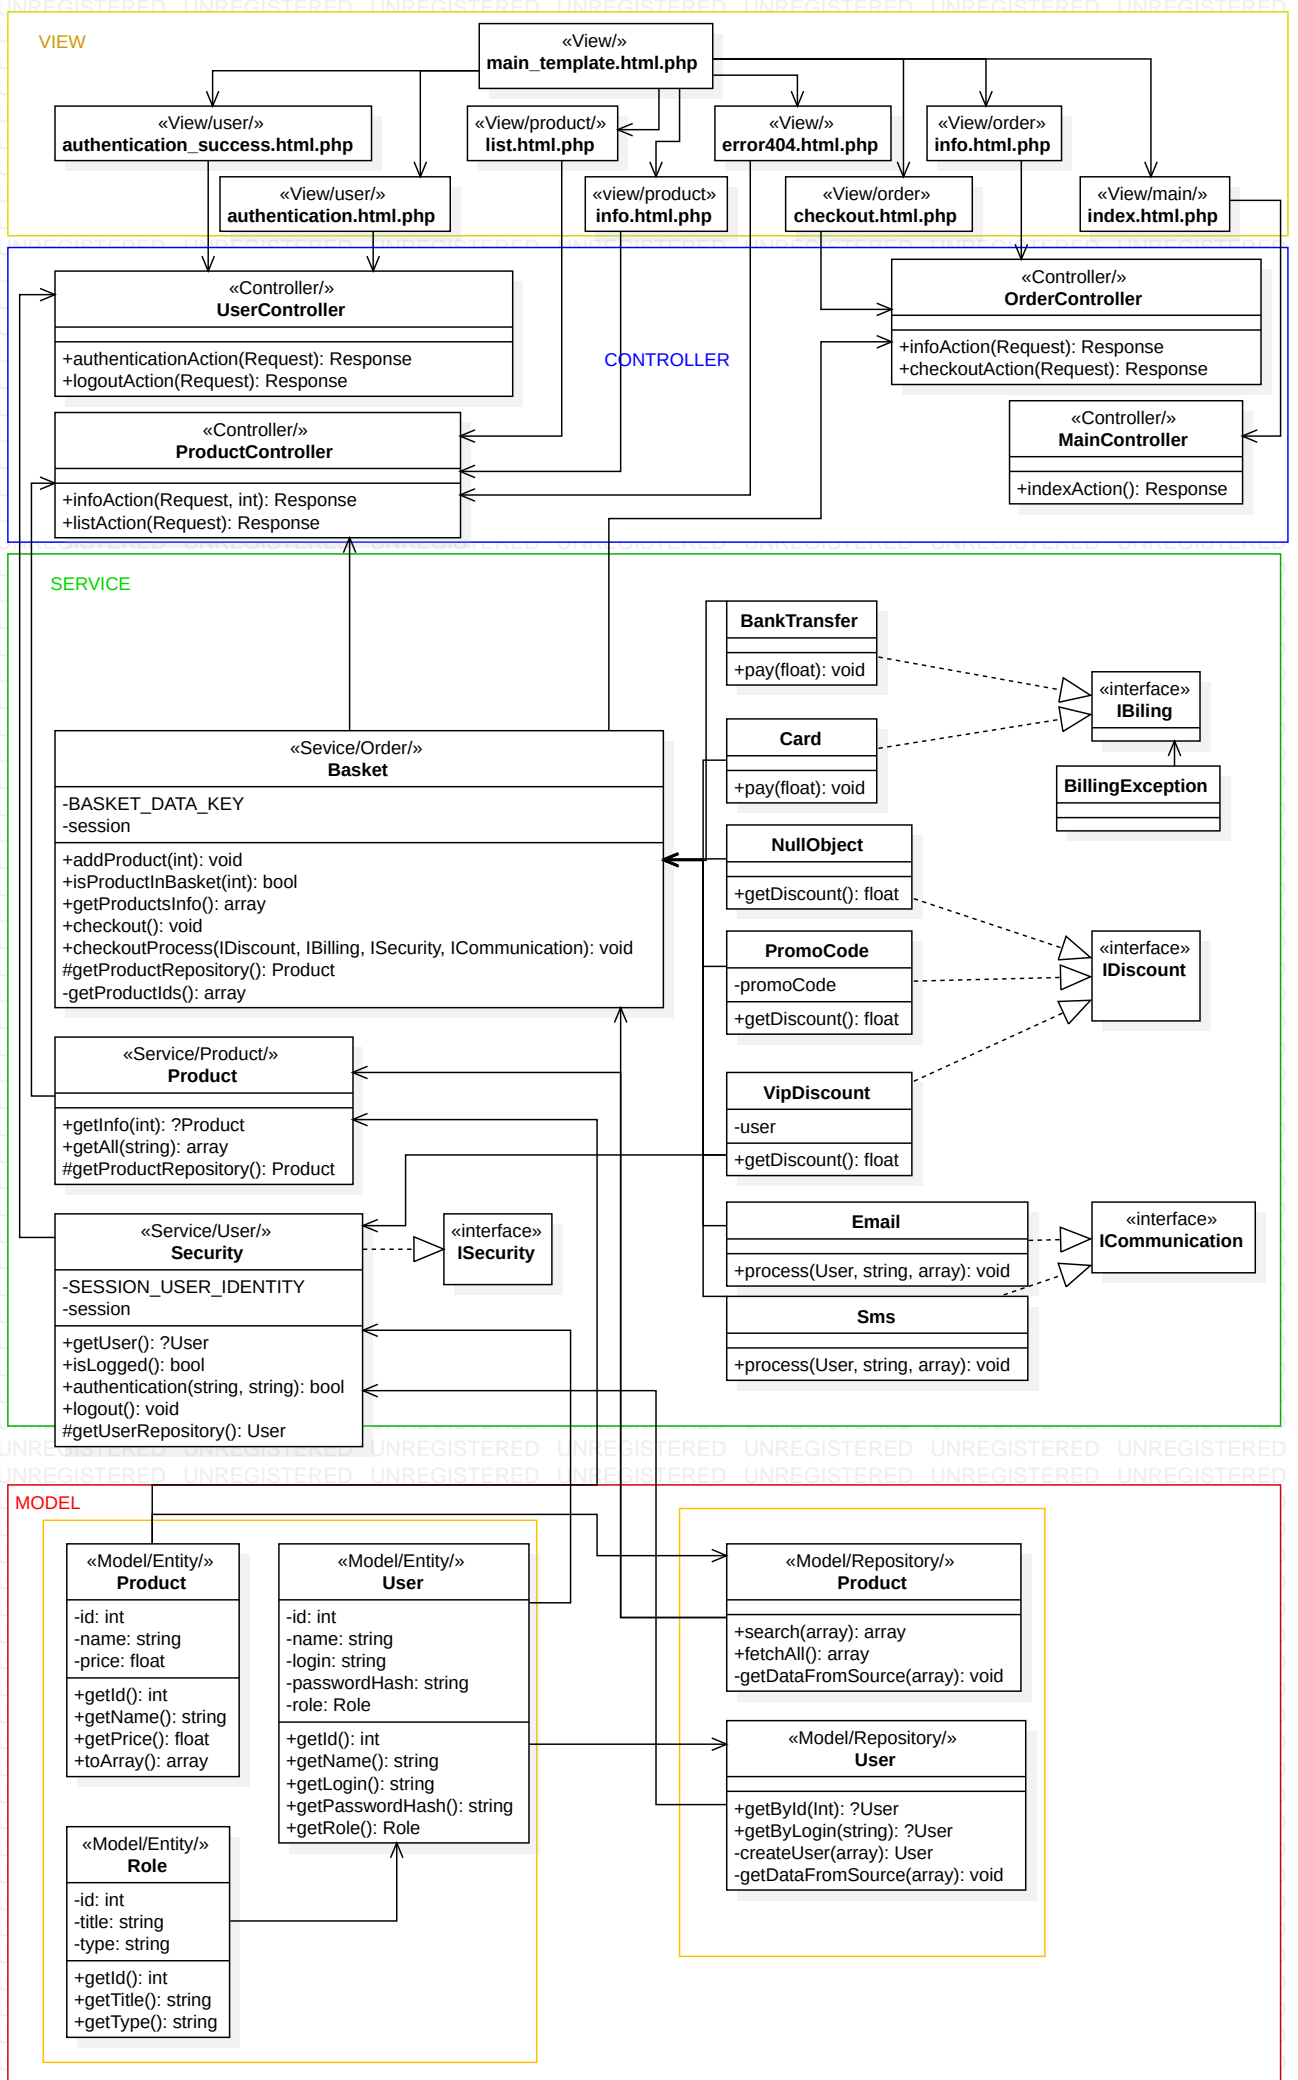 VIEW
«View/»
main_template.html.php
«View/user/»
authentication_success.html.php
«View/product/»
list.html.php
«View/»
error404.html.php
«View/order»
info.html.php
«View/user/»
authentication.html.php
«view/product»
info.html.php
«View/order»
checkout.html.php
«View/main/»
index.html.php
CONTROLLER
«Controller/»
UserController
+authenticationAction(Request): Response
+logoutAction(Request): Response
«Controller/»
OrderController
+infoAction(Request): Response
+checkoutAction(Request): Response
«Controller/»
ProductController
+infoAction(Request, int): Response
+listAction(Request): Response
«Controller/»
MainController
+indexAction(): Response
SERVICE
BankTransfer
+pay(float): void
«interface»
IBiling
Card
+pay(float): void
BillingException
«Sevice/Order/»
Basket
-BASKET_DATA_KEY
-session
+addProduct(int): void
+isProductInBasket(int): bool
+getProductsInfo(): array
+checkout(): void
+checkoutProcess(IDiscount, IBilling, ISecurity, ICommunication): void
#getProductRepository(): Product
-getProductIds(): array
NullObject
+getDiscount(): float
PromoCode
-promoCode
+getDiscount(): float
«interface»
IDiscount
VipDiscount
-user
+getDiscount(): float
«Service/Product/»
Product
+getInfo(int): ?Product
+getAll(string): array
#getProductRepository(): Product
«Service/User/»
Security
-SESSION_USER_IDENTITY
-session
+getUser(): ?User
+isLogged(): bool
+authentication(string, string): bool
+logout(): void
#getUserRepository(): User
«interface»
ISecurity
Email
+process(User, string, array): void
«interface»
ICommunication
Sms
+process(User, string, array): void
UNREGISTERED UNREGISTERED UNREGISTERED UNREGISTERED UNREGISTERED UNREGISTERED UNREGISTERED
UNREGISTERED UNREGISTERED UNREGISTERED UNREGISTERED UNREGISTERED UNREGISTERED UNREGISTERED
MODEL
«Model/Entity/»
Product
-id: int
-name: string
-price: float
+getId(): int
+getName(): string
+getPrice(): float
+toArray(): array
«Model/Entity/»
User
-id: int
-name: string
-login: string
-passwordHash: string
-role: Role
+getId(): int
+getName(): string
+getLogin(): string
+getPasswordHash(): string
+getRole(): Role
«Model/Repository/»
Product
+search(array): array
+fetchAll(): array
-getDataFromSource(array): void
«Model/Repository/»
User
+getById(Int): ?User
+getByLogin(string): ?User
-createUser(array): User
-getDataFromSource(array): void
«Model/Entity/»
Role
-id: int
-title: string
-type: string
+getId(): int
+getTitle(): string
+getType(): string